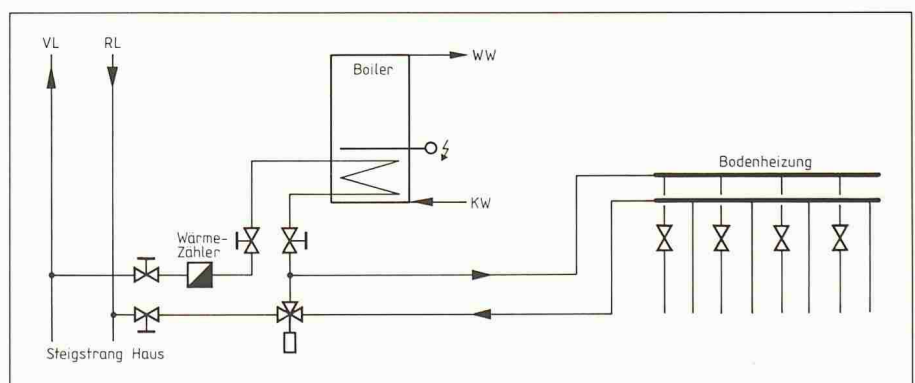 VL
RL
WW
Boiler
Bodenheizung
KW
Wärme-
Zähler
Steigstrang Haus